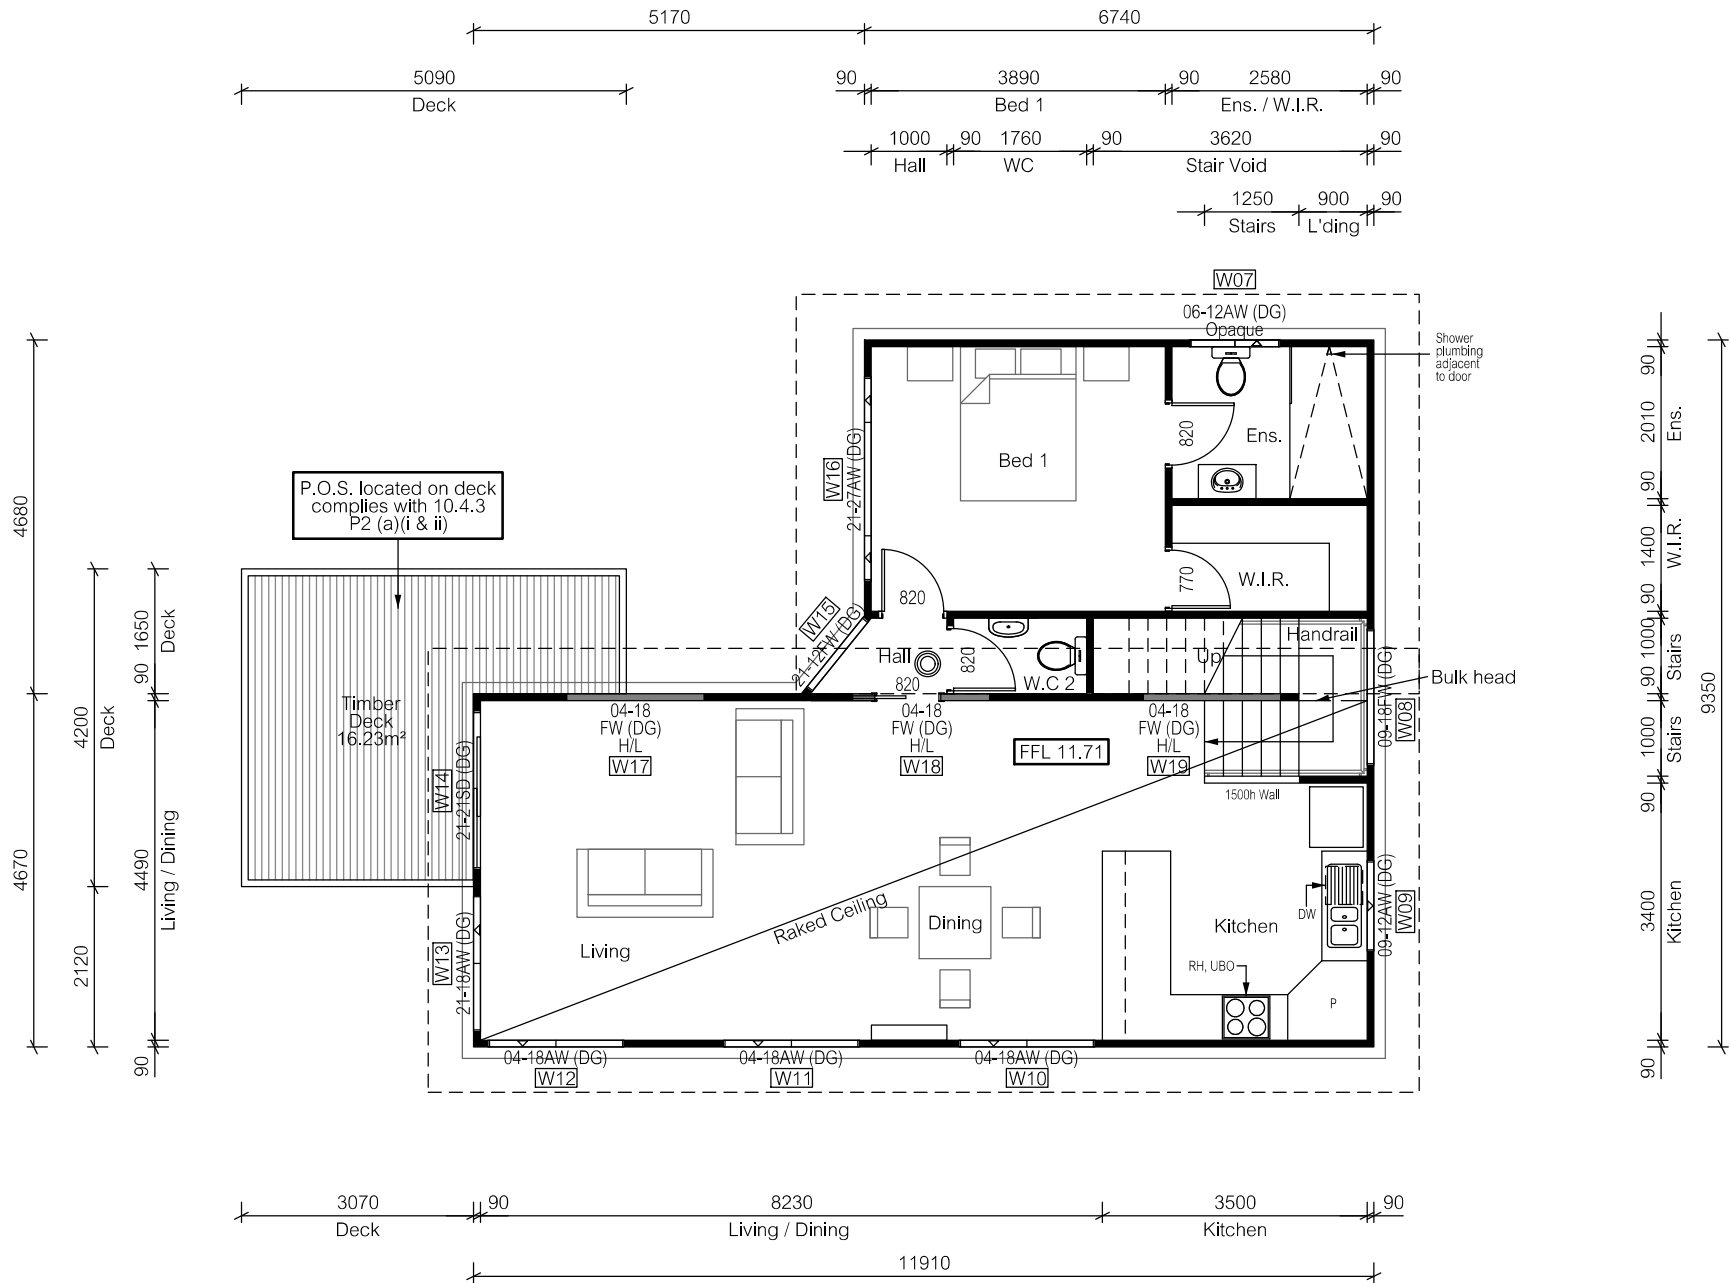 5170
6740
5090
Deck
90
3890
90
2580
90
Bed 1
Ens. / W.I.R.
1000
90
1760
90
3620
90
Hall
WC
Stair Void
1250
900
90
Stairs
L'ding
W07
06-12AW (DG)
Opaque
Shower
plumbing
adjacent
to door
P.O.S. located on deck
complies with 10.4.3
P2 (a)(i & ii)
W16
21-27AW (DG)
Bed 1
820
Ens.
770
W.I.R.
820
W15
21-12FW (DG)
Hall
820
820
W.C 2
Up
Handrail
Bulk head
09-18FW (DG)
W08
Timber
Deck
16.23m²
04-18
FW (DG)
H/L
W17
04-18
FW (DG)
H/L
W18
FFL 11.71
04-18
FW (DG)
H/L
W19
1500h Wall
W14
21-21SD (DG)
W13
21-18AW (DG)
Living
Raked Ceiling
Dining
Kitchen
DW
RH, UBO
P
09-12AW (DG)
W09
04-18AW (DG)
W12
04-18AW (DG)
W11
04-18AW (DG)
W10
4680
4670
4200
Deck
2120
1650
Deck
90
4490
Living / Dining
90
90
2010
Ens.
90
1400
W.I.R.
90
1000
Stairs
90
1000
Stairs
90
3400
Kitchen
90
9350
3070
90
8230
3500
90
Deck
Living / Dining
Kitchen
11910